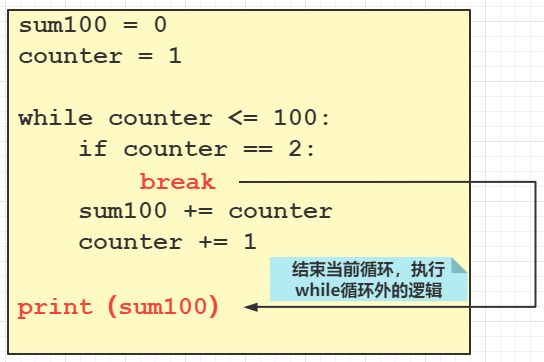 sum100 = 0
counter = 1
while counter <= 100:
if counter == 2:
break
sum100 += counter
counter += 1
结束当前循环，执行
while循环外的逻辑
print (sum100)